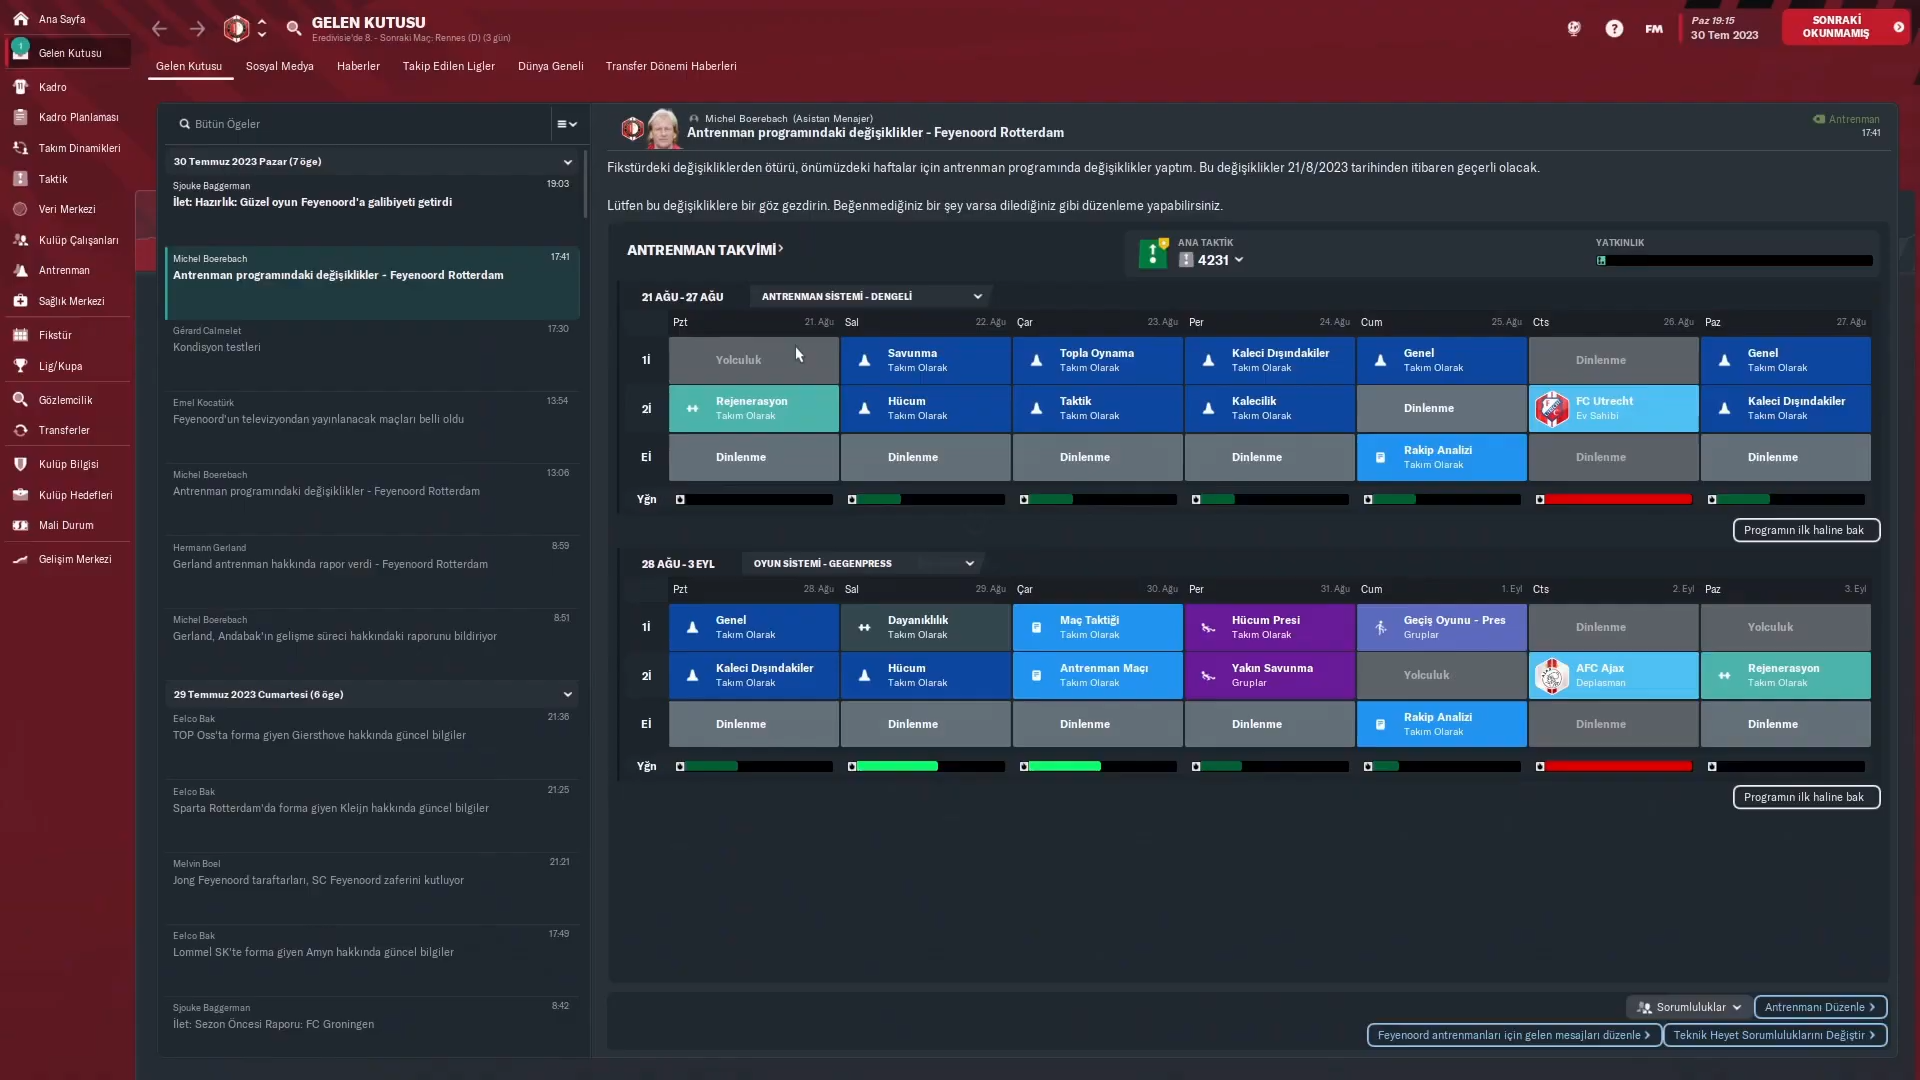 Ana Sayfa
1
Gelen Kutusu
Kadro
Kadro Planlaması
Takım Dinamikleri
Taktik
Veri Merkezi
Kulüp Çalışanları
Antrenman
Sağlık Merkezi
Fikstür
Lig/Kupa
Gözlemcilik
Transferler
Kulüp Bilgisi
Kulüp Hedefleri
Mali Durum
Gelişim Merkezi
GELEN KUTUSU
Eredivisie'de 8. - Sonraki Maç: Rennes (D) (3 gün)
FM
Paz 19:15
30 Tem 2023
SONRAKİ
OKUNMAMIŞ
Gelen Kutusu
Sosyal Medya
Haberler
Takip Edilen Ligler
Dünya Geneli
Transfer Dönemi Haberleri
Bütün Ögeler
30 Temmuz 2023 Pazar (7 öge)
Sjouke Baggerman 19:03
İlet: Hazırlık: Güzel oyun Feyenoord'a galibiyeti getirdi
Michel Boerebach 17:41
Antrenman programındaki değişiklikler - Feyenoord Rotterdam
Gérard Calmelet 17:30
Kondisyon testleri
Emel Kocatürk 13:54
Feyenoord'un televizyondan yayınlanacak maçları belli oldu
Michel Boerebach 13:06
Antrenman programındaki değişiklikler - Feyenoord Rotterdam
Hermann Gerland 8:59
Gerland antrenman hakkında rapor verdi - Feyenoord Rotterdam
Michel Boerebach 8:51
Gerland, Andabak'ın gelişme süreci hakkındaki raporunu bildiriyor
29 Temmuz 2023 Cumartesi (6 öge)
Eelco Bak 21:36
TOP Oss'ta forma giyen Giersthove hakkında güncel bilgiler
Eelco Bak 21:25
Sparta Rotterdam'da forma giyen Kleijn hakkında güncel bilgiler
Melvin Boel 21:21
Jong Feyenoord taraftarları, SC Feyenoord zaferini kutluyor
Eelco Bak 17:49
Lommel SK'te forma giyen Amyn hakkında güncel bilgiler
Sjouke Baggerman 8:42
İlet: Sezon Öncesi Raporu: FC Groningen
Michel Boerebach (Asistan Menajer)
Antrenman programındaki değişiklikler - Feyenoord Rotterdam
Antrenman
17:41
Fikstürdeki değişikliklerden ötürü, önümüzdeki haftalar için antrenman programında değişiklikler yaptım. Bu değişiklikler 21/8/2023 tarihinden itibaren geçerli olacak.
Lütfen bu değişikliklere bir göz gezdirin. Beğenmediğiniz bir şey varsa dilediğiniz gibi düzenleme yapabilirsiniz.
ANTRENMAN TAKVİMİ
ANA TAKTİK
4231
YATKINLIK
21 AĞU - 27 AĞU ANTRENMAN SİSTEMİ - DENGELİ
Pzt 21. Ağu Sal 22. Ağu Çar 23. Ağu Per 24. Ağu Cum 25. Ağu Cts 26. Ağu Paz 27. Ağu
1İ Yolculuk Savunma Topla Oynama Kaleci Dışındakiler Genel Dinlenme Genel
Takım Olarak Takım Olarak Takım Olarak Takım Olarak Takım Olarak
2İ Rejenerasyon Hücum Taktik Kalecilik Dinlenme FC Utrecht Kaleci Dışındakiler
Takım Olarak Takım Olarak Takım Olarak Takım Olarak Ev Sahibi Takım Olarak
Eİ Dinlenme Dinlenme Dinlenme Dinlenme Rakip Analizi Dinlenme Dinlenme
Takım Olarak
Yğn
Programın ilk haline bak
28 AĞU - 3 EYL OYUN SİSTEMİ - GEGENPRESS
Pzt 28. Ağu Sal 29. Ağu Çar 30. Ağu Per 31. Ağu Cum 1. Eyl Cts 2. Eyl Paz 3. Eyl
1İ Genel Dayanıklılık Maç Taktiği Hücum Presi Geçiş Oyunu - Pres Dinlenme Yolculuk
Takım Olarak Takım Olarak Takım Olarak Takım Olarak Gruplar
2İ Kaleci Dışındakiler Hücum Antrenman Maçı Yakın Savunma Yolculuk AFC Ajax Rejenerasyon
Takım Olarak Takım Olarak Takım Olarak Gruplar Deplasman Takım Olarak
Eİ Dinlenme Dinlenme Dinlenme Dinlenme Rakip Analizi Dinlenme Dinlenme
Takım Olarak
Yğn
Programın ilk haline bak
Sorumluluklar
Antrenmanı Düzenle
Feyenoord antrenmanları için gelen mesajları düzenle
Teknik Heyet Sorumluluklarını Değiştir